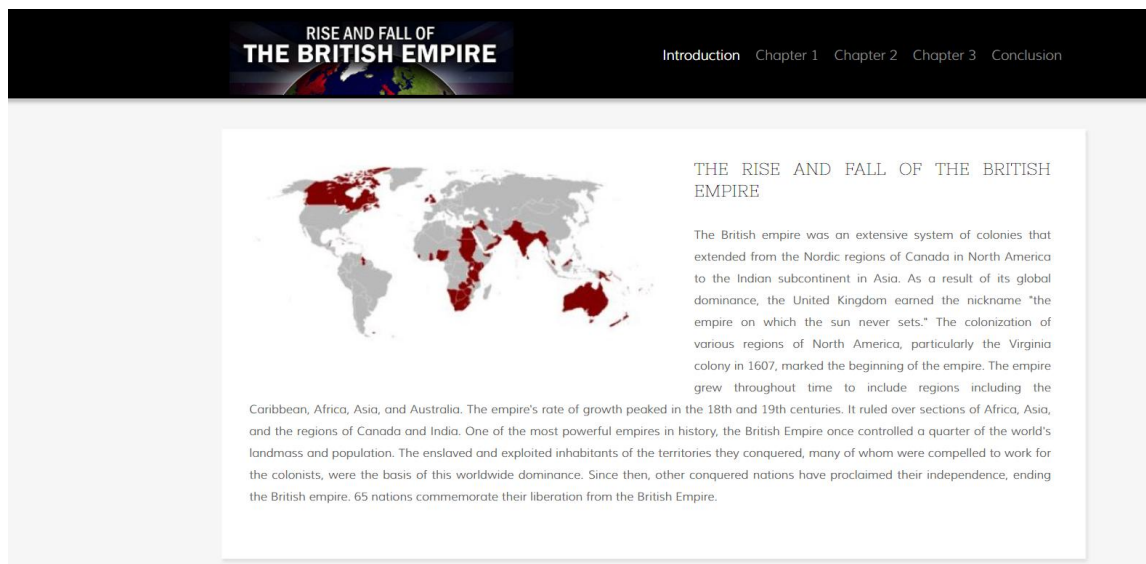 RISE AND FALL OF
THE BRITISH EMPIRE
Introduction Chapter 1 Chapter 2 Chapter 3 Conclusion
THE RISE AND FALL OF THE BRITISH
EMPIRE
The British empire was an extensive system of colonies that
extended from the Nordic regions of Canada in North America
to the Indian subcontinent in Asia. As a result of its global
dominance, the United Kingdom earned the nickname "the
empire on which the sun never sets." The colonization of
various regions of North America, particularly the Virginia
colony in 1607, marked the beginning of the empire. The empire
grew throughout time to include regions including the
Caribbean, Africa, Asia, and Australia. The empire's rate of growth peaked in the 18th and 19th centuries. It ruled over sections of Africa, Asia,
and the regions of Canada and India. One of the most powerful empires in history, the British Empire once controlled a quarter of the world's
landmass and population. The enslaved and exploited inhabitants of the territories they conquered, many of whom were compelled to work for
the colonists, were the basis of this worldwide dominance. Since then, other conquered nations have proclaimed their independence, ending
the British empire. 65 nations commemorate their liberation from the British Empire.